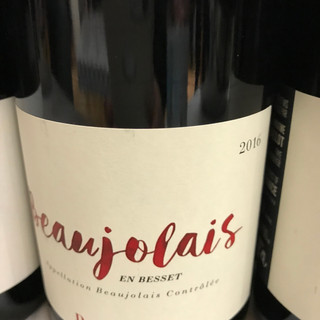 2016
Beaujolais
EN BESSET
Appellation Beaujolais Contrôlée